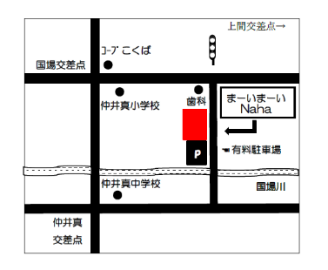 上間交差点→
コープ こくば
国場交差点
仲井真小学校
歯科
まーいまーい
Naha
P
☚有料駐車場
仲井真中学校
国場川
仲井真
交差点